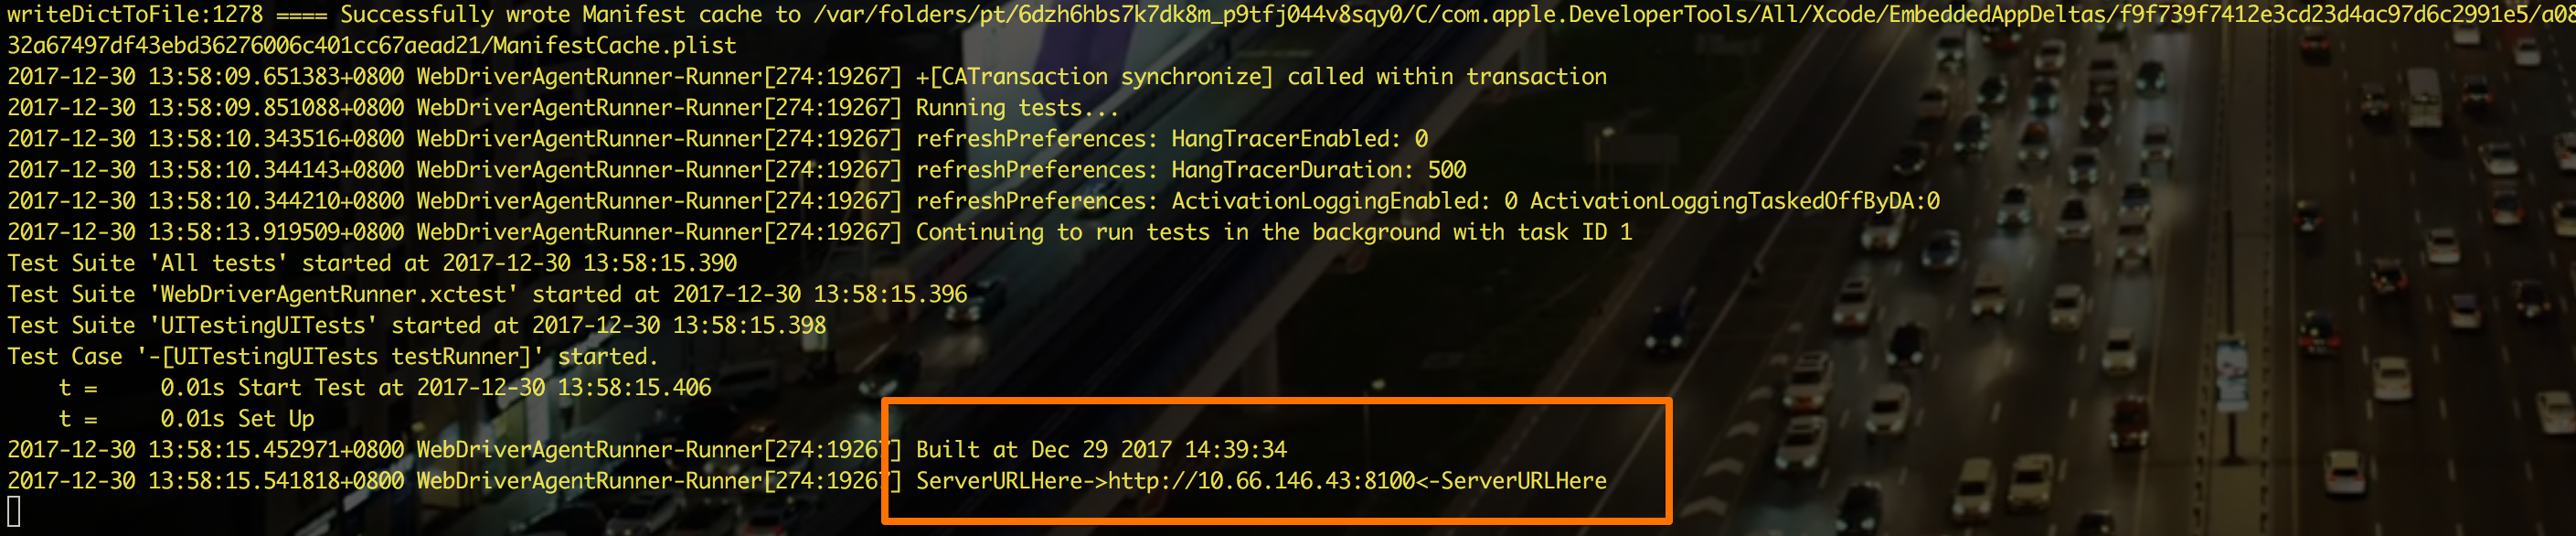 writeDictToFile:1278 ==== Successfully wrote Manifest cache to /var/folders/pt/6dzh6hbs7k7dk8m_p9tfj044v8sqy0/C/com.apple.DeveloperTools/All/Xcode/EmbeddedAppDeltas/f9f739f7412e3cd23d4ac97d6c2991e5/a08
32a67497df43ebd36276006c401cc67aead21/ManifestCache.plist
2017-12-30 13:58:09.651383+0800 WebDriverAgentRunner-Runner[274:19267] +[CATransaction synchronize] called within transaction
2017-12-30 13:58:09.851088+0800 WebDriverAgentRunner-Runner[274:19267] Running tests...
2017-12-30 13:58:10.343516+0800 WebDriverAgentRunner-Runner[274:19267] refreshPreferences: HangTracerEnabled: 0
2017-12-30 13:58:10.344143+0800 WebDriverAgentRunner-Runner[274:19267] refreshPreferences: HangTracerDuration: 500
2017-12-30 13:58:10.344210+0800 WebDriverAgentRunner-Runner[274:19267] refreshPreferences: ActivationLoggingEnabled: 0 ActivationLoggingTaskedOffByDA:0
2017-12-30 13:58:13.919509+0800 WebDriverAgentRunner-Runner[274:19267] Continuing to run tests in the background with task ID 1
Test Suite 'All tests' started at 2017-12-30 13:58:15.390
Test Suite 'WebDriverAgentRunner.xctest' started at 2017-12-30 13:58:15.396
Test Suite 'UITestingUITests' started at 2017-12-30 13:58:15.398
Test Case '-[UITestingUITests testRunner]' started.
    t =     0.01s Start Test at 2017-12-30 13:58:15.406
    t =     0.01s Set Up
2017-12-30 13:58:15.452971+0800 WebDriverAgentRunner-Runner[274:19267] Built at Dec 29 2017 14:39:34
2017-12-30 13:58:15.541818+0800 WebDriverAgentRunner-Runner[274:19267] ServerURLHere->http://10.66.146.43:8100<-ServerURLHere